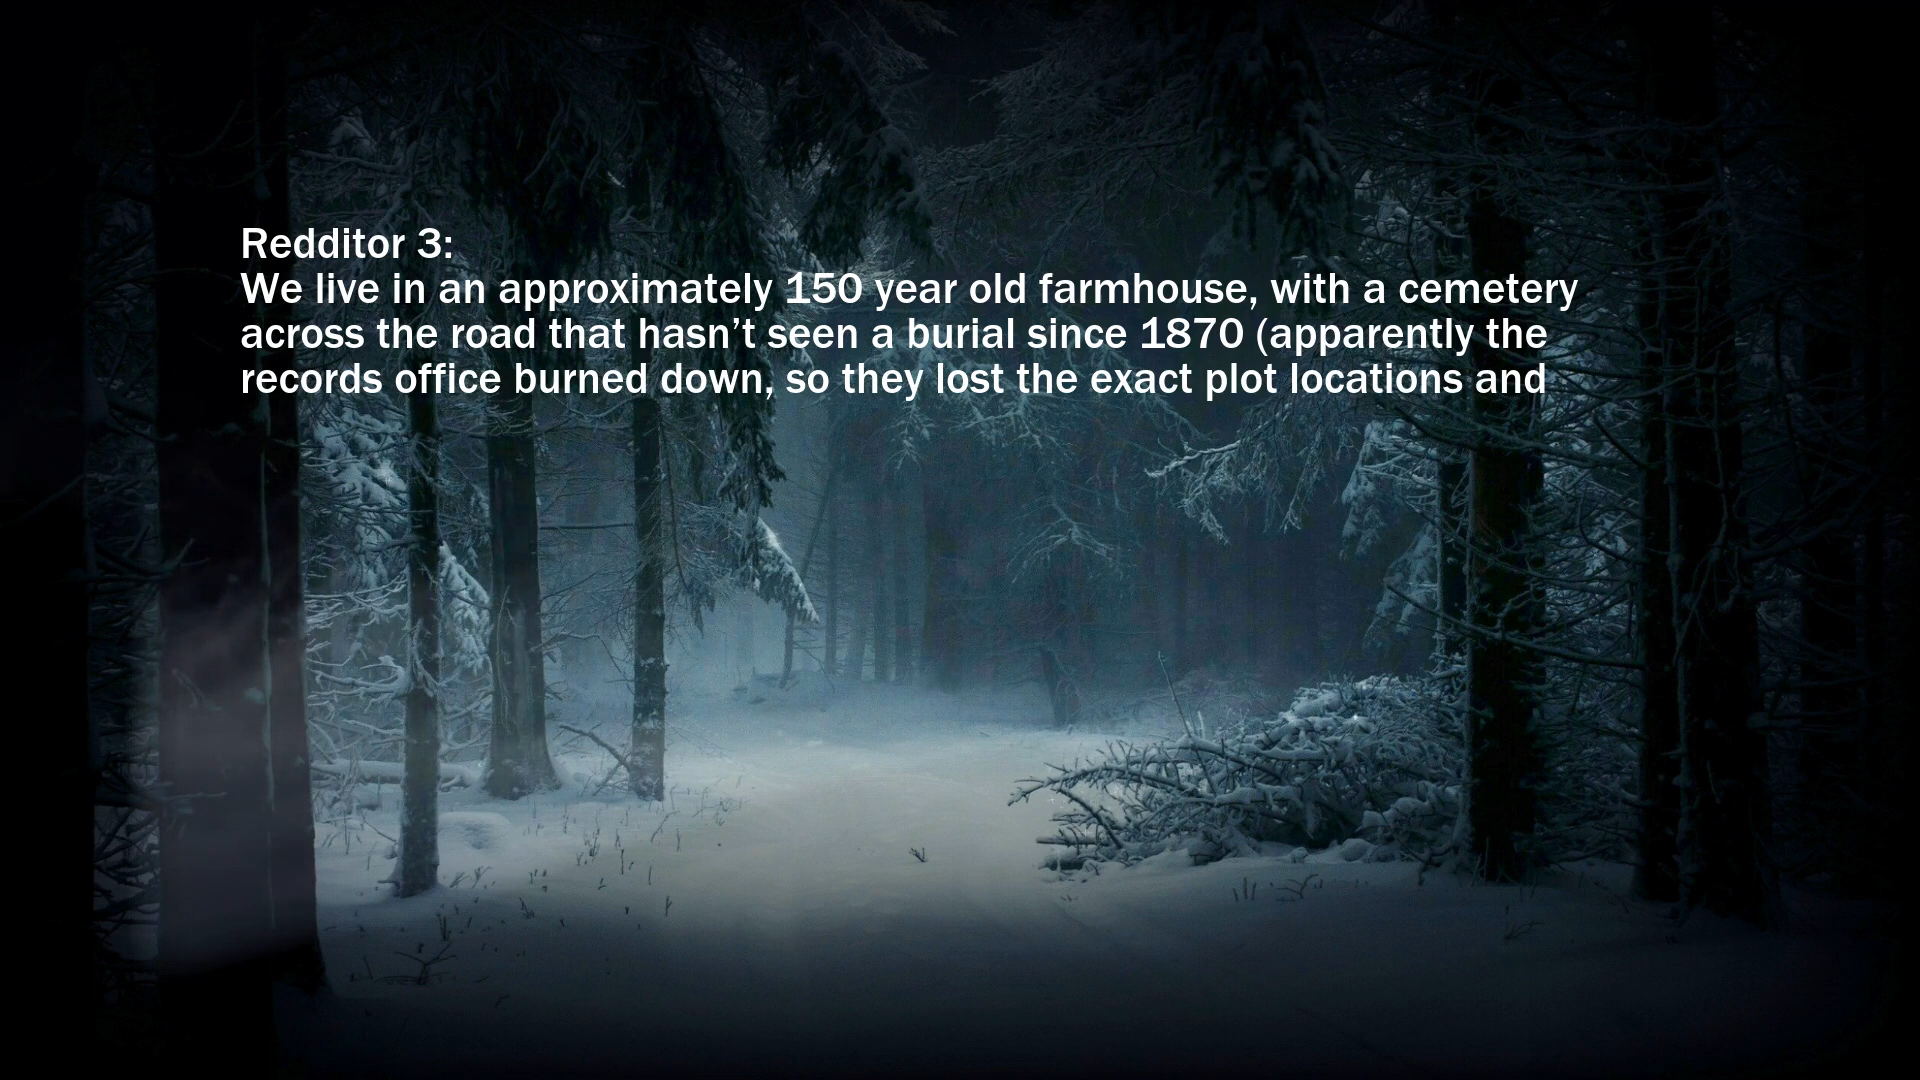 Redditor 3:
We live in an approximately 150 year old farmhouse, with a cemetery
across the road that hasn’t seen a burial since 1870 (apparently the
records office burned down, so they lost the exact plot locations and